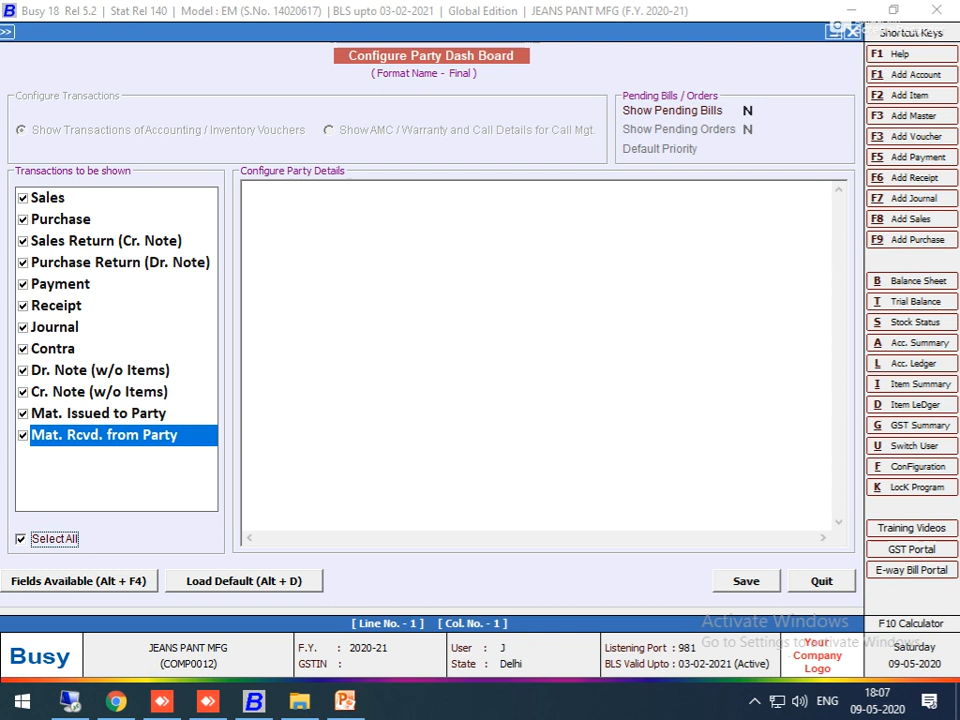 Busy 18 Rel 5.2 | Stat Rel 140 | Model : EM (S.No. 14020617) | BLS upto 03-02-2021 | Global Edition | JEANS PANT MFG (F.Y. 2020-21)
>>
Shortcut Keys
Configure Party Dash Board
( Format Name - Final )
Configure Transactions
Show Transactions of Accounting / Inventory Vouchers
Show AMC / Warranty and Call Details for Call Mgt.
Pending Bills / Orders
Show Pending Bills N
Show Pending Orders N
Default Priority
Transactions to be shown
Sales
Purchase
Sales Return (Cr. Note)
Purchase Return (Dr. Note)
Payment
Receipt
Journal
Contra
Dr. Note (w/o Items)
Cr. Note (w/o Items)
Mat. Issued to Party
Mat. Rcvd. from Party
Select All
Configure Party Details
Fields Available (Alt + F4)
Load Default (Alt + D)
Save
Quit
F1 Help
F1 Add Account
F2 Add Item
F3 Add Master
F3 Add Voucher
F5 Add Payment
F6 Add Receipt
F7 Add Journal
F8 Add Sales
F9 Add Purchase
B Balance Sheet
T Trial Balance
S Stock Status
A Acc. Summary
L Acc. Ledger
I Item Summary
D Item LeDger
G GST Summary
U Switch User
F ConFiguration
K LocK Program
Training Videos
GST Portal
E-way Bill Portal
[ Line No. - 1 ] [ Col. No. - 1 ]
F10 Calculator
Activate Windows
Go to Settings to activate Windows.
Busy
JEANS PANT MFG
(COMP0012)
F.Y. : 2020-21
GSTIN :
User : J
State : Delhi
Listening Port : 981
BLS Valid Upto : 03-02-2021 (Active)
Your
Company
Logo
Saturday
09-05-2020
ENG
18:07
09-05-2020